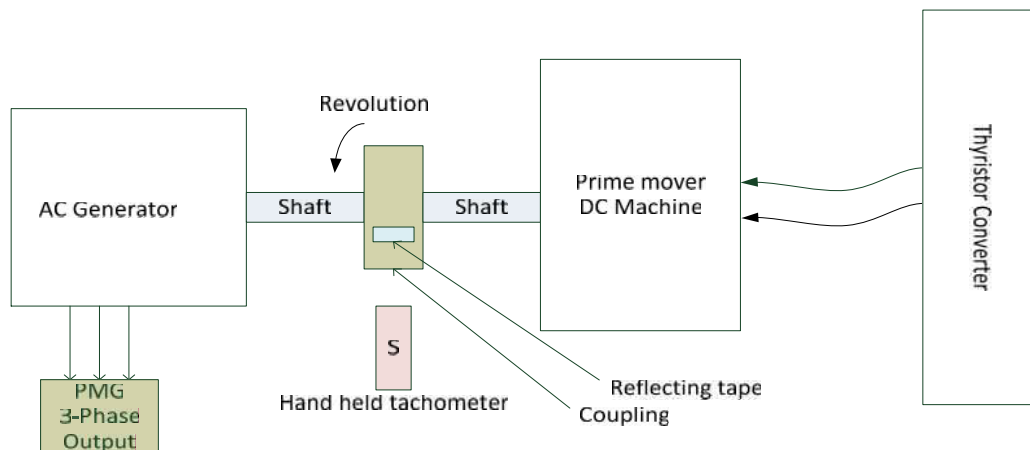 Revolution
AC Generator
Shaft
Shaft
Prime mover
DC Machine
Thyristor Converter
S
Hand held tachometer
Reflecting tape
Coupling
PMG
3-Phase
Output